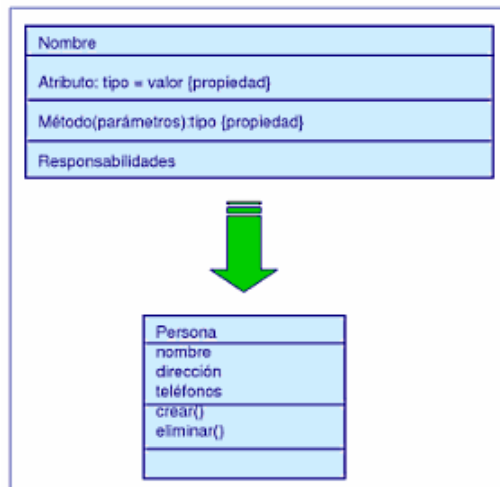 Nombre
Atributo: tipo = valor {propiedad}
Método(parámetros):tipo {propiedad}
Responsabilidades
Persona
nombre
dirección
teléfonos
crear()
eliminar()